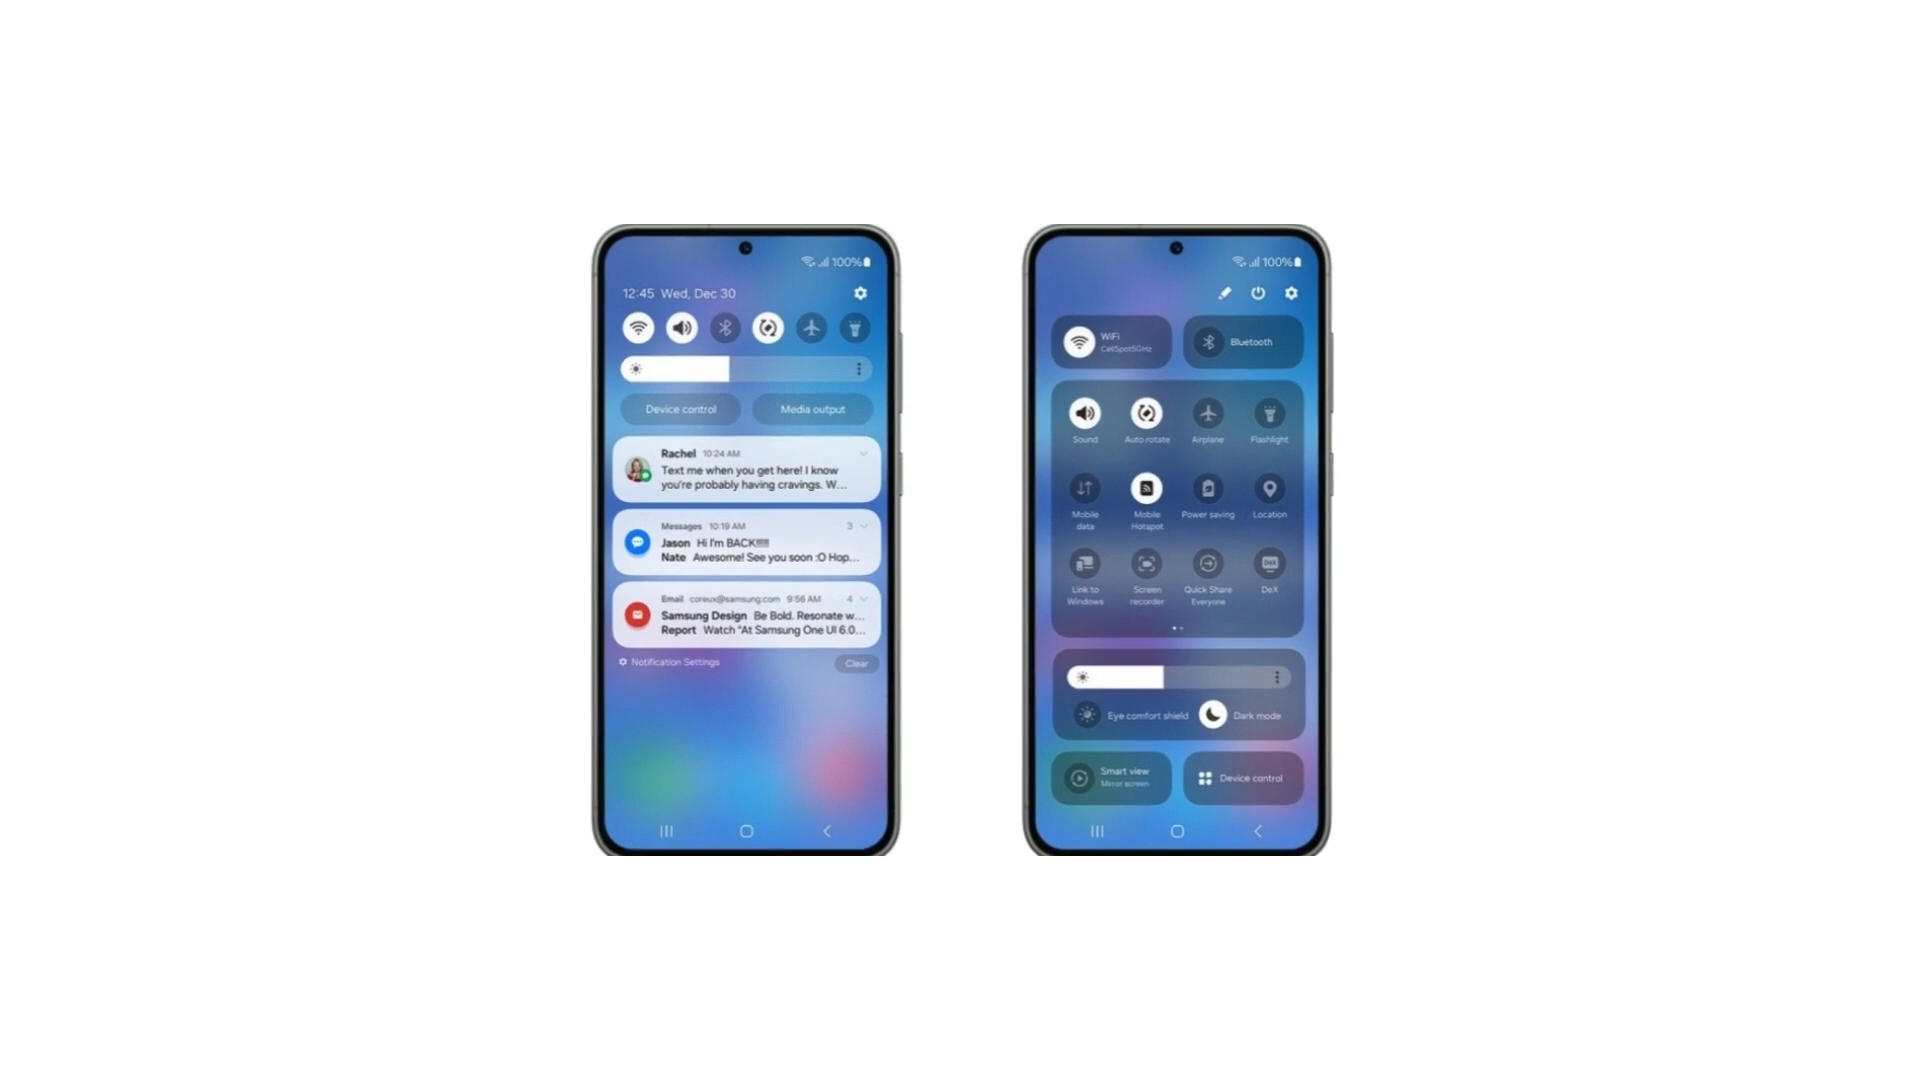 100%
12:45 Wed, Dec 30
Device control
Media output
Rachel 10:24 AM
Text me when you get here! I know
you're probably having cravings. W...
Messages 10:19 AM 3
Jason Hi I'm BACK!!!!!
Nate Awesome! See you soon :O Hop...
Email coreux@samsung.com 9:56 AM 4
Samsung Design Be Bold. Resonate w...
Report Watch "At Samsung One UI 6.0...
Notification Settings
Clear
100%
WiFi
CellSpot5GHz
Bluetooth
Sound
Auto rotate
Airplane
Flashlight
Mobile
data
Mobile
Hotspot
Power saving
Location
Link to
Windows
Screen
recorder
Quick Share
Everyone
DeX
DeX
Eye comfort shield
Dark mode
Smart view
Mirror screen
Device control